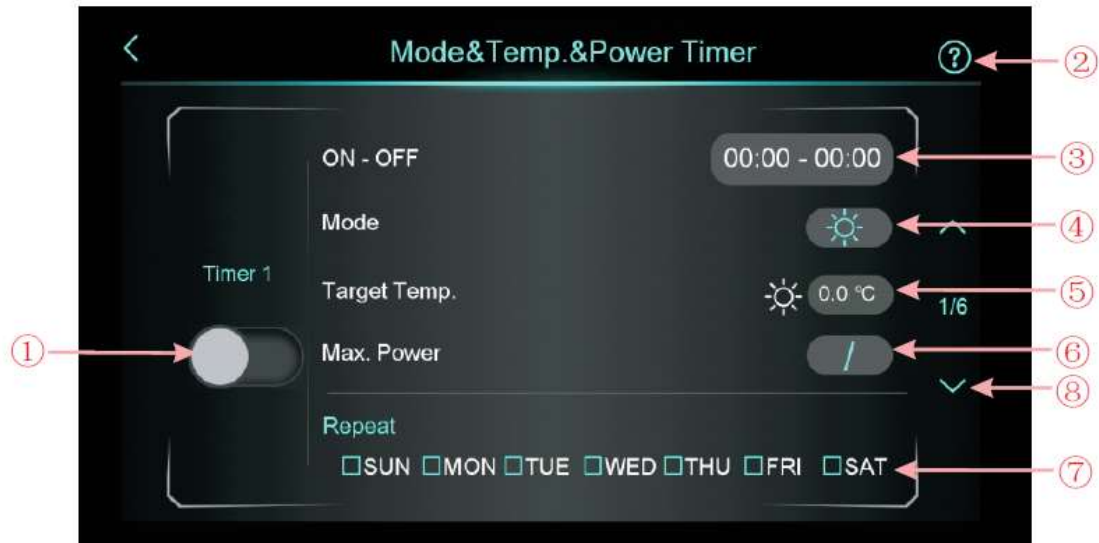 Mode&Temp.&Power Timer ? ②
ON - OFF 00:00 - 00:00 ③
Mode ④
Timer 1
Target Temp. 0.0 ℃ ⑤
1/6
① Max. Power / ⑥
⑧
Repeat
SUN MON TUE WED THU FRI SAT ⑦